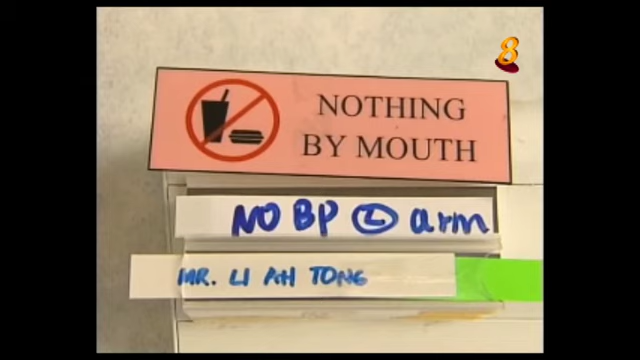 8
NOTHING
BY MOUTH
NO BP Ⓛ arm
MR. LI AH TONG